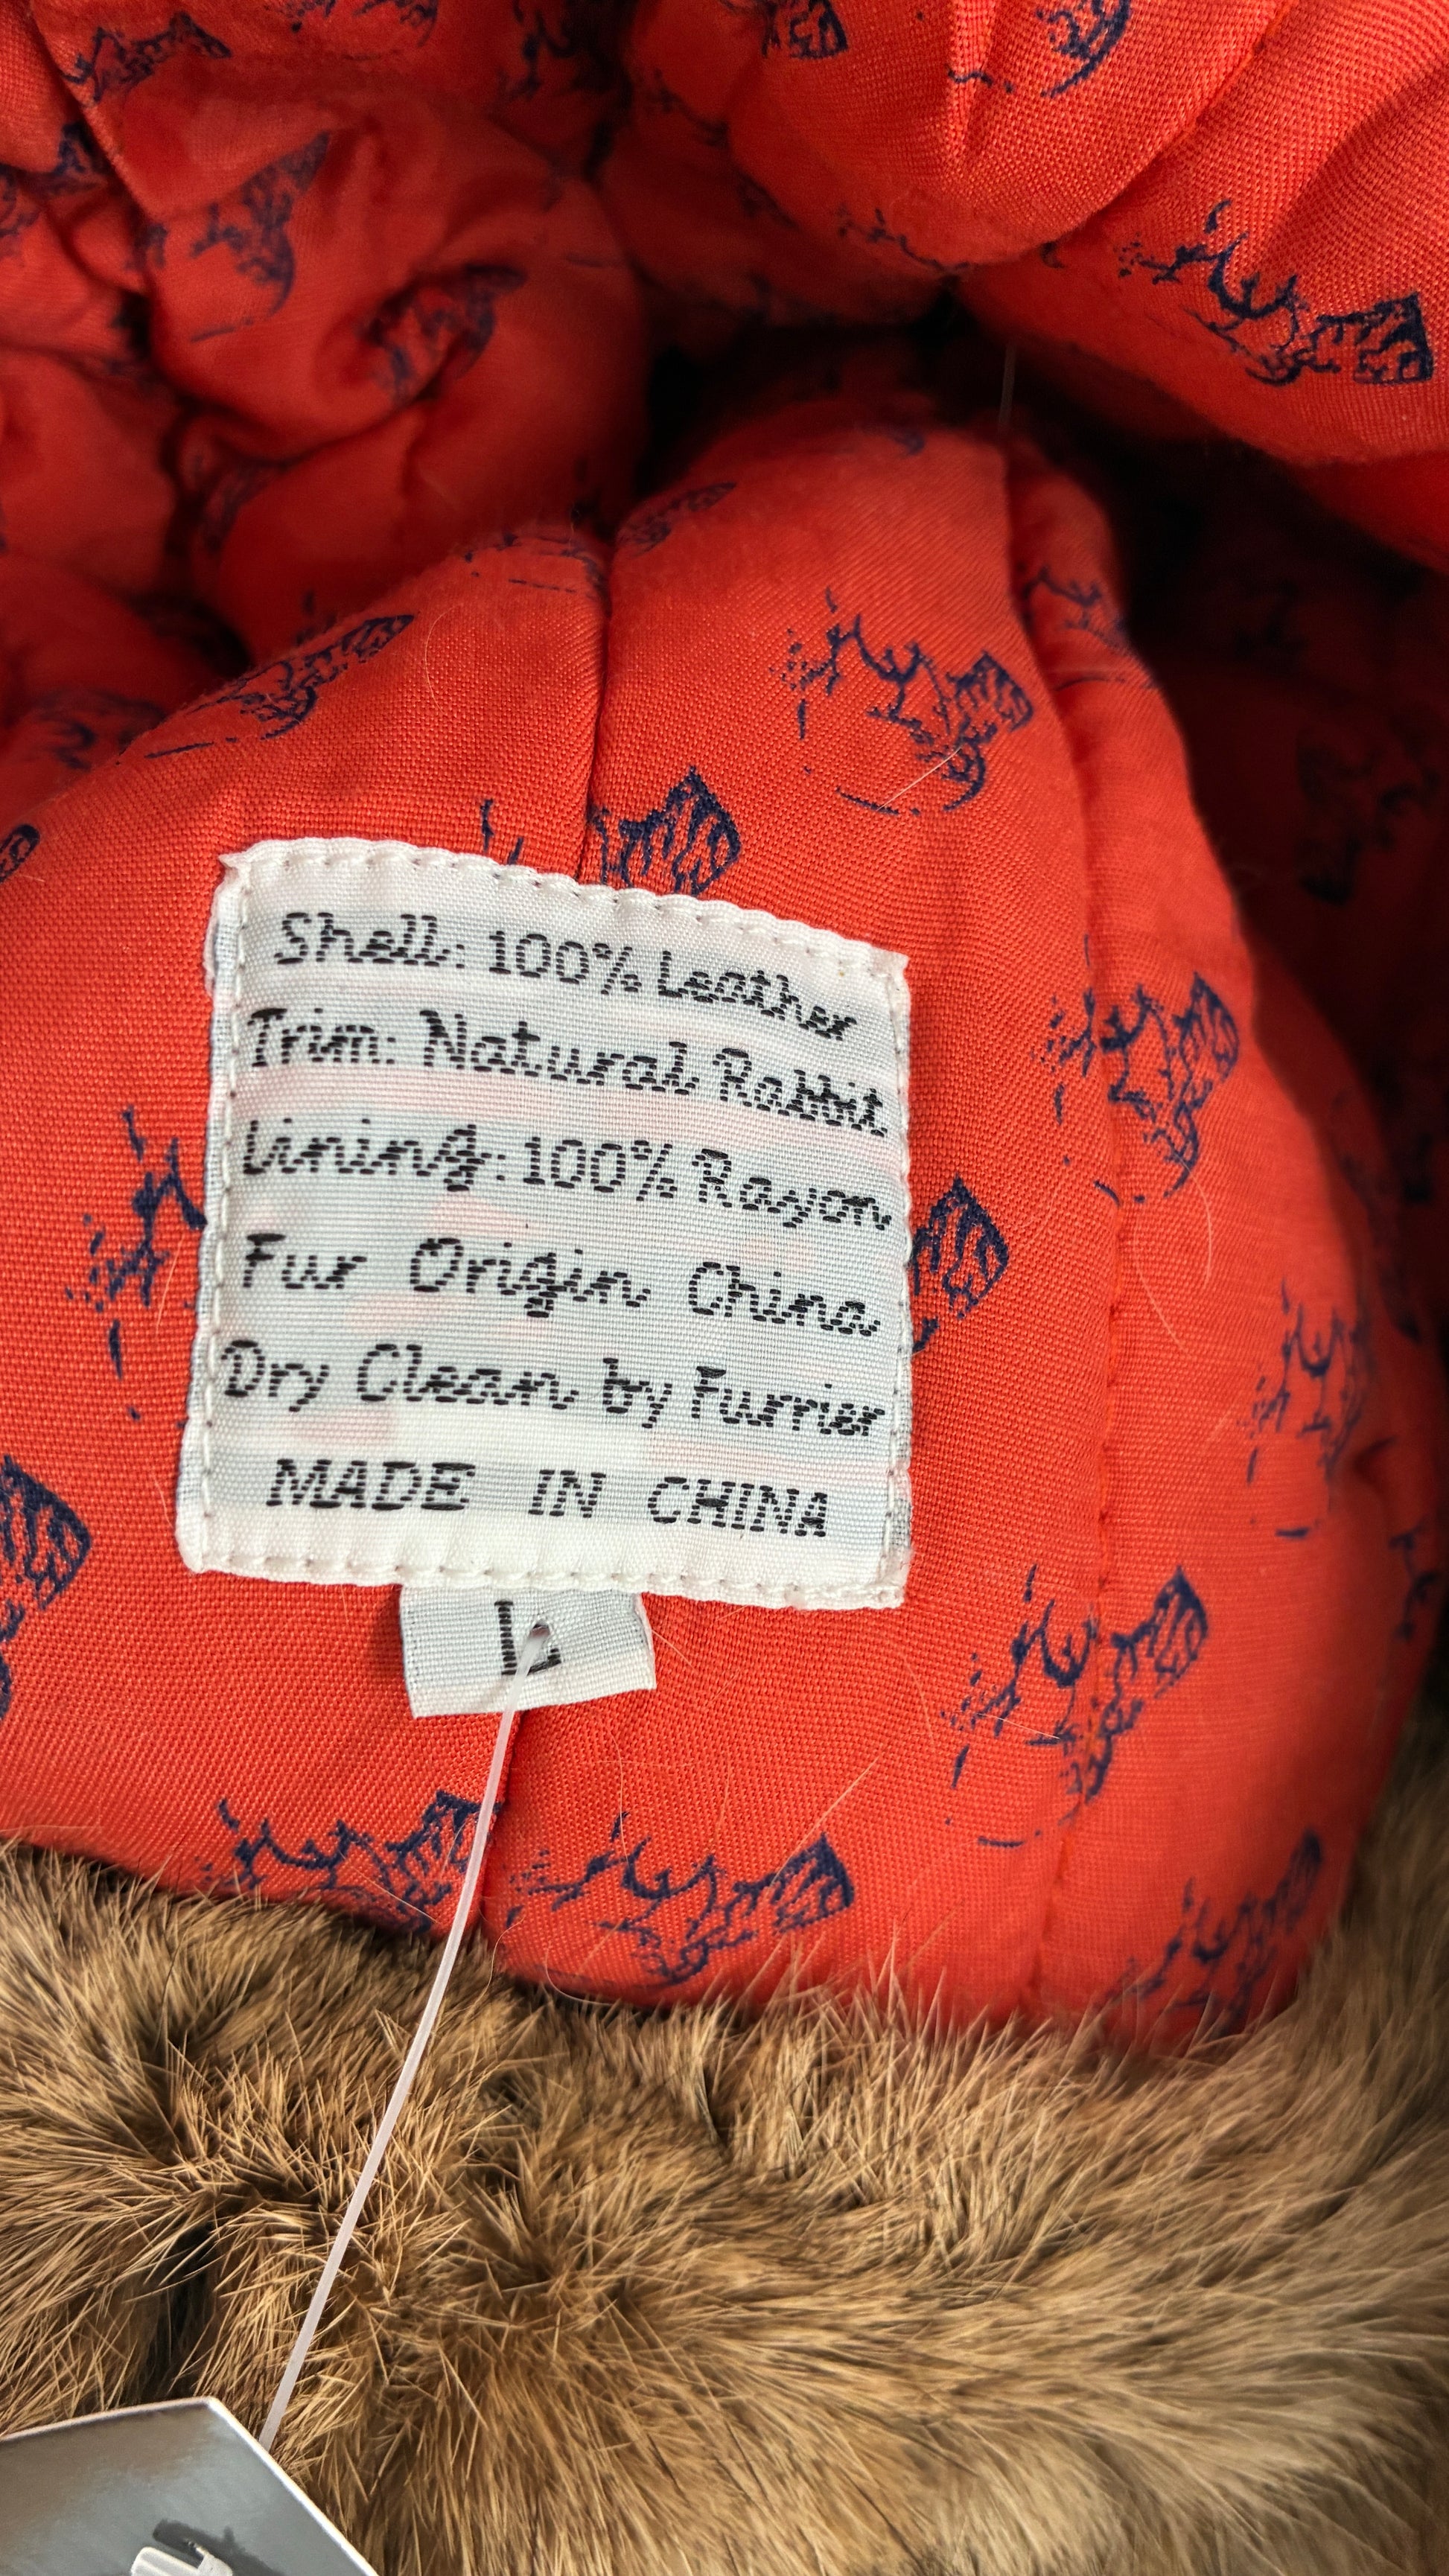 Shell: 100% Leather
Trim: Natural Rabbit
Lining: 100% Rayon
Fur Origin China
Dry Clean by Furrier
MADE IN CHINA
L